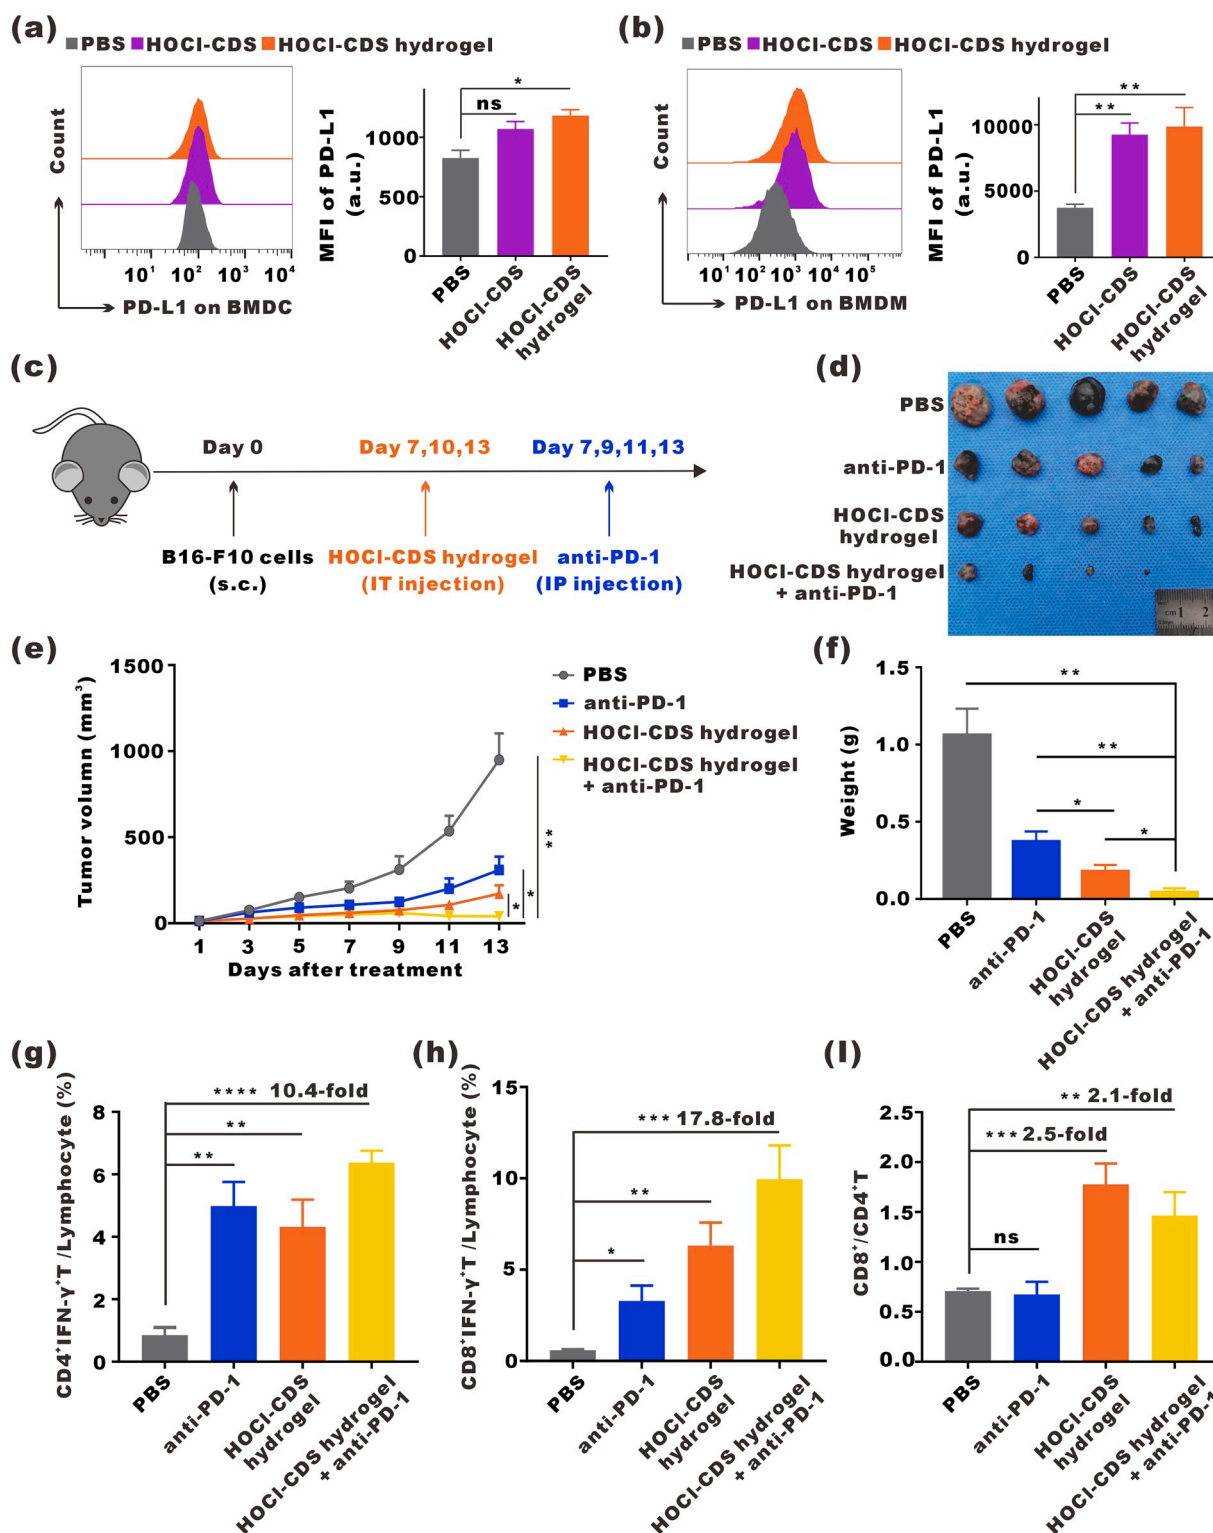 (a)
PBS HOCl-CDS HOCl-CDS hydrogel
Count
10¹ 10² 10³ 10⁴
PD-L1 on BMDC
MFI of PD-L1
(a.u.)
1000
500
0
ns
*
PBS
HOCl-CDS
HOCl-CDS
hydrogel
(b)
PBS HOCl-CDS HOCl-CDS hydrogel
Count
10¹ 10² 10³ 10⁴ 10⁵
PD-L1 on BMDM
MFI of PD-L1
(a.u.)
10000
5000
0
**
**
PBS
HOCl-CDS
HOCl-CDS
hydrogel
(c)
Day 0
Day 7,10,13
Day 7,9,11,13
B16-F10 cells
(s.c.)
HOCl-CDS hydrogel
(IT injection)
anti-PD-1
(IP injection)
(d)
PBS
anti-PD-1
HOCl-CDS
hydrogel
HOCl-CDS hydrogel
+ anti-PD-1
cm 1 2
(e)
Tumor volumn (mm³)
1500
1000
500
0
1 3 5 7 9 11 13
Days after treatment
PBS
anti-PD-1
HOCl-CDS hydrogel
HOCl-CDS hydrogel
+ anti-PD-1
*
*
**
(f)
Weight (g)
1.5
1.0
0.5
0.0
**
**
*
*
PBS
anti-PD-1
HOCl-CDS
hydrogel
HOCl-CDS hydrogel
+ anti-PD-1
(g)
CD4⁺IFN-γ⁺T /Lymphocyte (%)
8
6
4
2
0
**** 10.4-fold
**
**
PBS
anti-PD-1
HOCl-CDS
hydrogel
HOCl-CDS hydrogel
+ anti-PD-1
(h)
CD8⁺IFN-γ⁺T /Lymphocyte (%)
15
10
5
0
*** 17.8-fold
**
*
PBS
anti-PD-1
HOCl-CDS
hydrogel
HOCl-CDS hydrogel
+ anti-PD-1
(I)
CD8⁺/CD4⁺T
2.5
2.0
1.5
1.0
0.5
0.0
** 2.1-fold
*** 2.5-fold
ns
PBS
anti-PD-1
HOCl-CDS
hydrogel
HOCl-CDS hydrogel
+ anti-PD-1